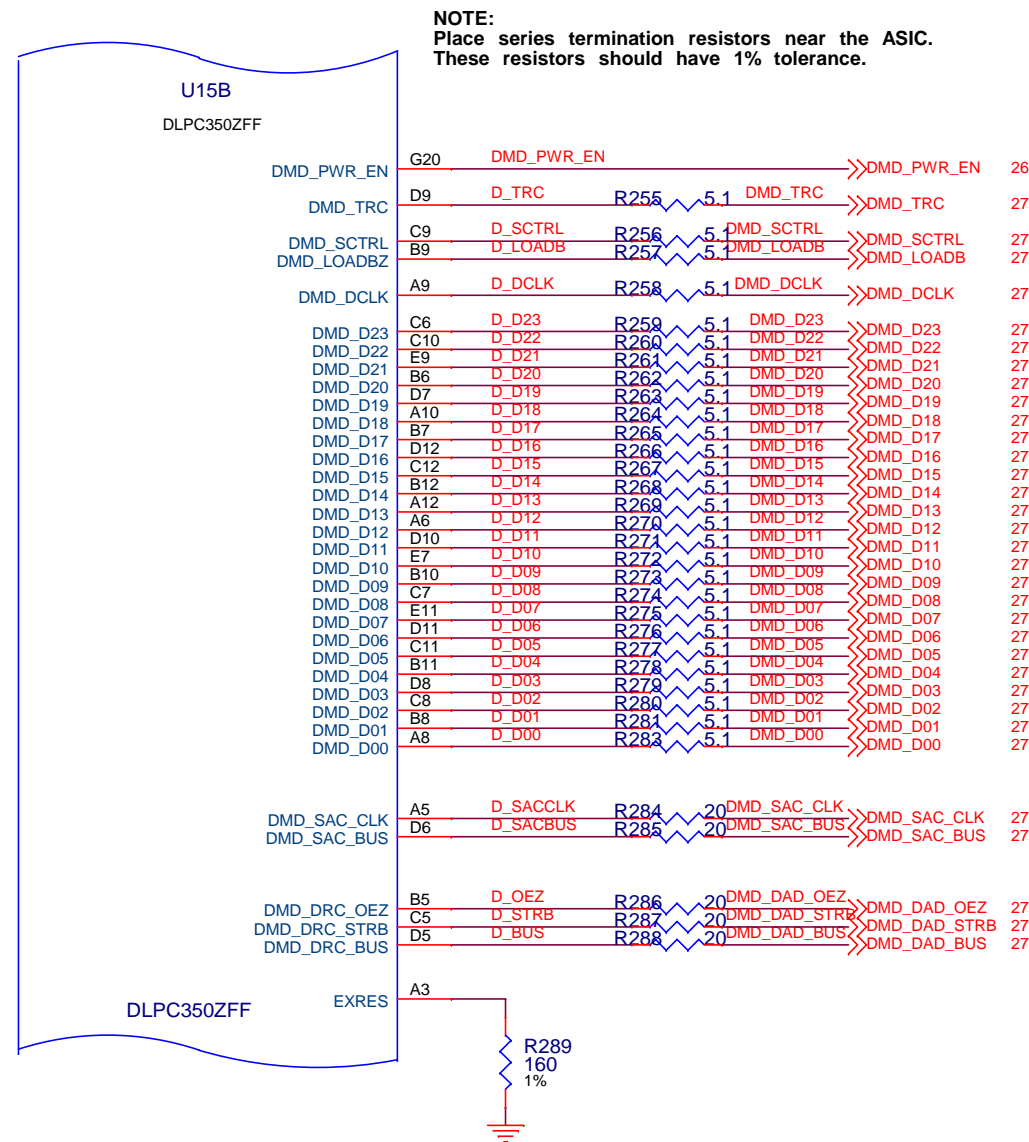 NOTE:
Place series termination resistors near the ASIC.
These resistors should have 1% tolerance.
U15B
DLPC350ZFF
DMD_PWR_EN G20 DMD_PWR_EN DMD_PWR_EN 26
DMD_TRC D9 D_TRC R255 5.1 DMD_TRC DMD_TRC 27
DMD_SCTRL C9 D_SCTRL R256 5.1 DMD_SCTRL DMD_SCTRL 27
DMD_LOADBZ B9 D_LOADB R257 5.1 DMD_LOADB DMD_LOADB 27
DMD_DCLK A9 D_DCLK R258 5.1 DMD_DCLK DMD_DCLK 27
DMD_D23 C6 D_D23 R259 5.1 DMD_D23 DMD_D23 27
DMD_D22 C10 D_D22 R260 5.1 DMD_D22 DMD_D22 27
DMD_D21 E9 D_D21 R261 5.1 DMD_D21 DMD_D21 27
DMD_D20 B6 D_D20 R262 5.1 DMD_D20 DMD_D20 27
DMD_D19 D7 D_D19 R263 5.1 DMD_D19 DMD_D19 27
DMD_D18 A10 D_D18 R264 5.1 DMD_D18 DMD_D18 27
DMD_D17 B7 D_D17 R265 5.1 DMD_D17 DMD_D17 27
DMD_D16 D12 D_D16 R266 5.1 DMD_D16 DMD_D16 27
DMD_D15 C12 D_D15 R267 5.1 DMD_D15 DMD_D15 27
DMD_D14 B12 D_D14 R268 5.1 DMD_D14 DMD_D14 27
DMD_D13 A12 D_D13 R269 5.1 DMD_D13 DMD_D13 27
DMD_D12 A6 D_D12 R270 5.1 DMD_D12 DMD_D12 27
DMD_D11 D10 D_D11 R271 5.1 DMD_D11 DMD_D11 27
DMD_D10 E7 D_D10 R272 5.1 DMD_D10 DMD_D10 27
DMD_D09 B10 D_D09 R273 5.1 DMD_D09 DMD_D09 27
DMD_D08 C7 D_D08 R274 5.1 DMD_D08 DMD_D08 27
DMD_D07 E11 D_D07 R275 5.1 DMD_D07 DMD_D07 27
DMD_D06 D11 D_D06 R276 5.1 DMD_D06 DMD_D06 27
DMD_D05 C11 D_D05 R277 5.1 DMD_D05 DMD_D05 27
DMD_D04 B11 D_D04 R278 5.1 DMD_D04 DMD_D04 27
DMD_D03 D8 D_D03 R279 5.1 DMD_D03 DMD_D03 27
DMD_D02 C8 D_D02 R280 5.1 DMD_D02 DMD_D02 27
DMD_D01 B8 D_D01 R281 5.1 DMD_D01 DMD_D01 27
DMD_D00 A8 D_D00 R283 5.1 DMD_D00 DMD_D00 27
DMD_SAC_CLK A5 D_SACCLK R284 20 DMD_SAC_CLK DMD_SAC_CLK 27
DMD_SAC_BUS D6 D_SACBUS R285 20 DMD_SAC_BUS DMD_SAC_BUS 27
DMD_DRC_OEZ B5 D_OEZ R286 20 DMD_DAD_OEZ DMD_DAD_OEZ 27
DMD_DRC_STRB C5 D_STRB R287 20 DMD_DAD_STRB DMD_DAD_STRB 27
DMD_DRC_BUS D5 D_BUS R288 20 DMD_DAD_BUS DMD_DAD_BUS 27
EXRES A3
DLPC350ZFF
R289
160
1%